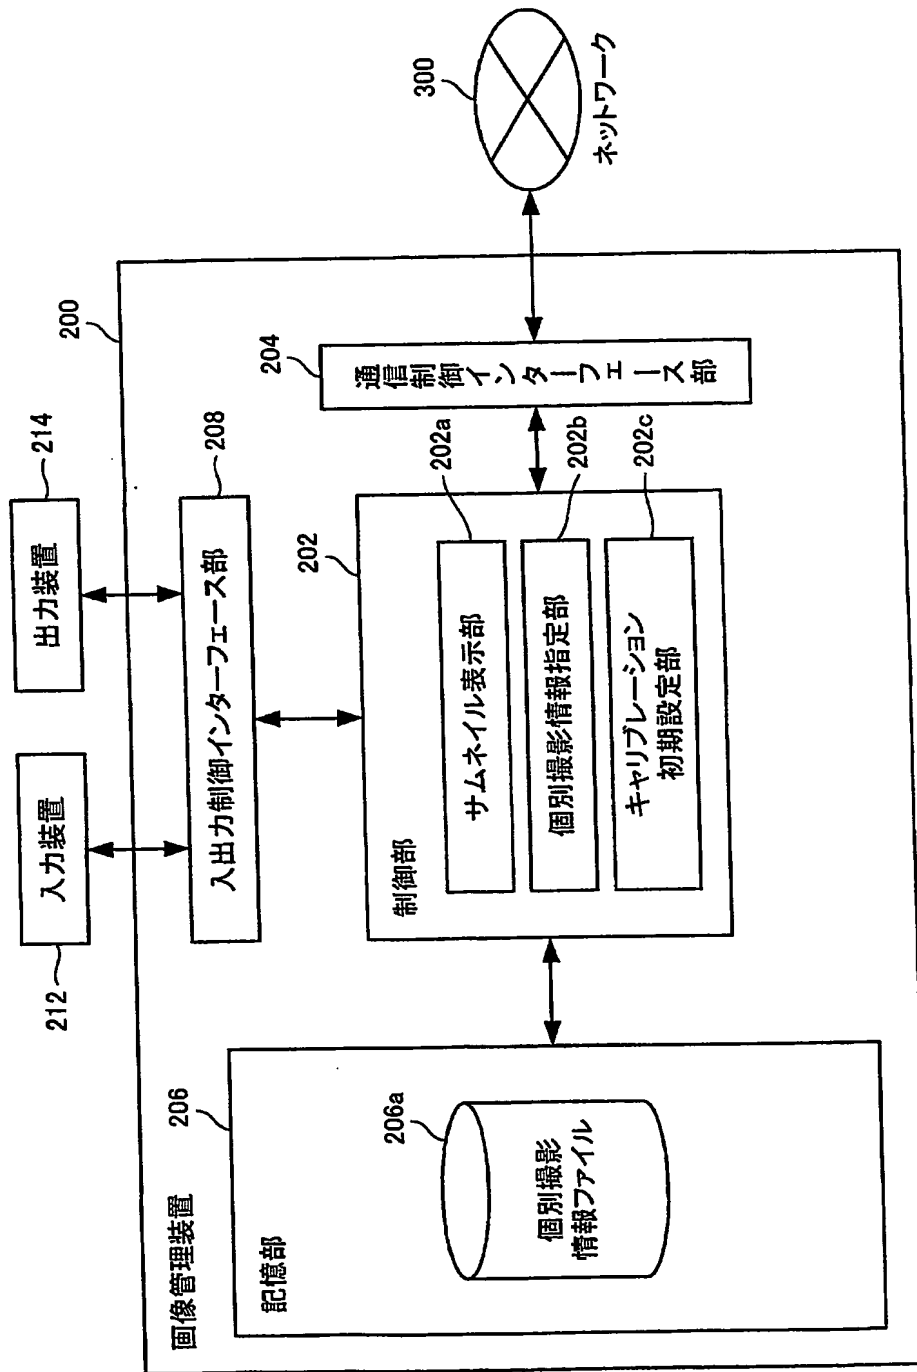 212
入力装置
214
出力装置
200
画像管理装置
208
入出力制御インターフェース部
206
記憶部
206a
個別撮影
情報ファイル
202
制御部
202a
サムネイル表示部
202b
個別撮影情報指定部
202c
キャリブレーション
初期設定部
204
通信制御
インターフェース部
300
ネットワーク